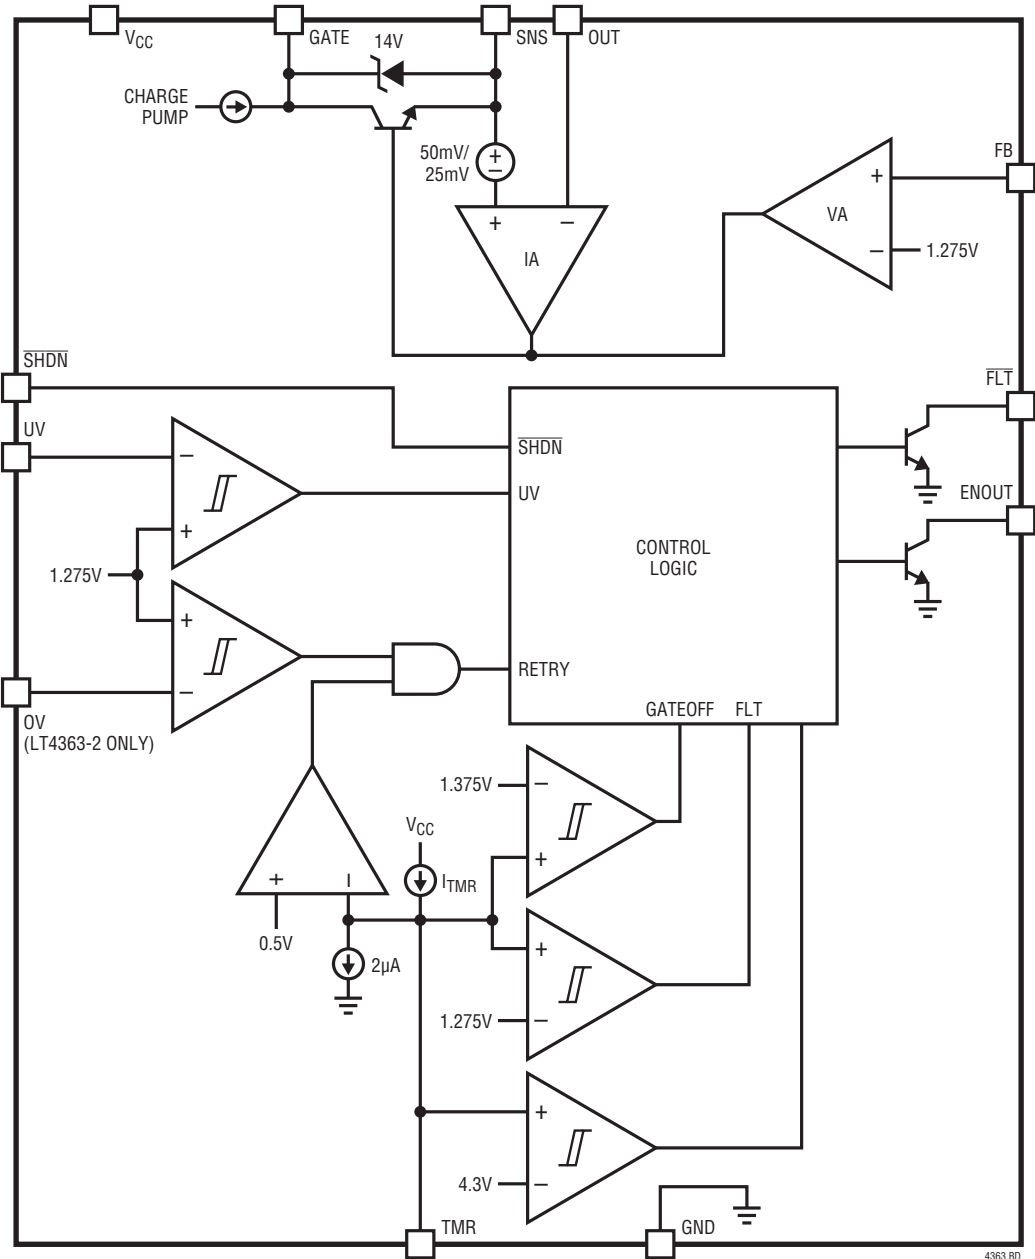 VCC
GATE
SNS
OUT
14V
CHARGE
PUMP
50mV/
25mV
+
−
+
−
IA
FB
+
VA
−
1.275V
SHDN
FLT
UV
−
SHDN
UV
ENOUT
+
1.275V
CONTROL
LOGIC
+
−
RETRY
OV
(LT4363-2 ONLY)
GATEOFF
FLT
1.375V
−
VCC
+
ITMR
+
−
0.5V
2µA
+
1.275V
−
+
4.3V
−
TMR
GND
4363 BD